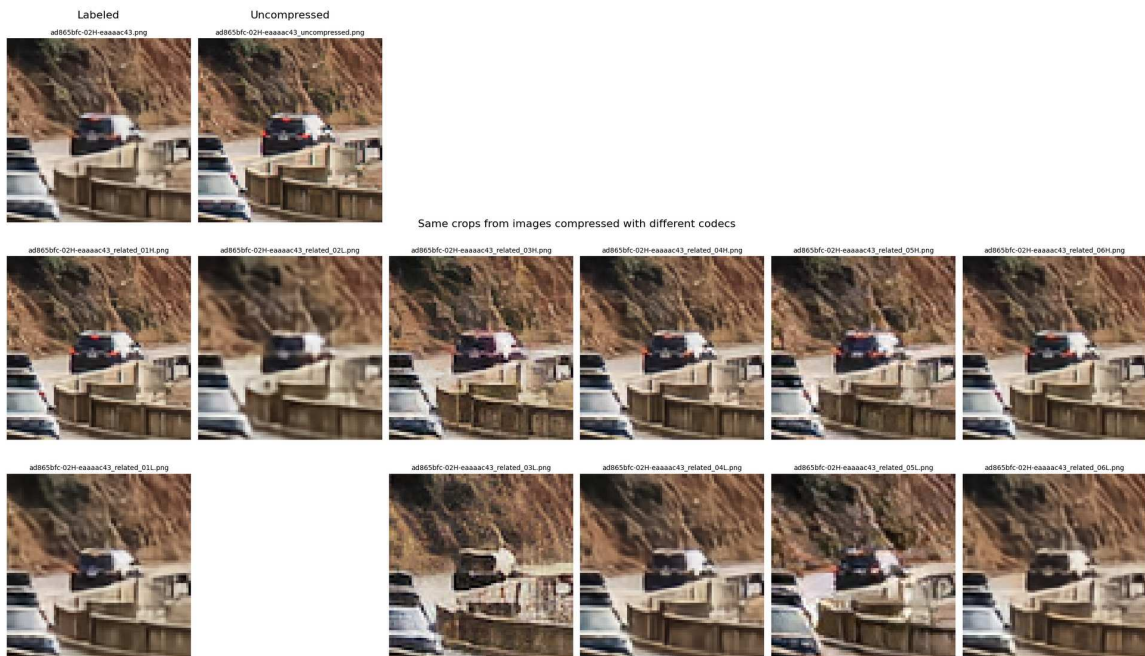 Labeled
Uncompressed
ad865bfc-02H-eaaaac43.png
ad865bfc-02H-eaaaac43_uncompressed.png
Same crops from images compressed with different codecs
ad865bfc-02H-eaaaac43_related_01H.png
ad865bfc-02H-eaaaac43_related_02L.png
ad865bfc-02H-eaaaac43_related_03H.png
ad865bfc-02H-eaaaac43_related_04H.png
ad865bfc-02H-eaaaac43_related_05H.png
ad865bfc-02H-eaaaac43_related_06H.png
ad865bfc-02H-eaaaac43_related_01L.png
ad865bfc-02H-eaaaac43_related_03L.png
ad865bfc-02H-eaaaac43_related_04L.png
ad865bfc-02H-eaaaac43_related_05L.png
ad865bfc-02H-eaaaac43_related_06L.png